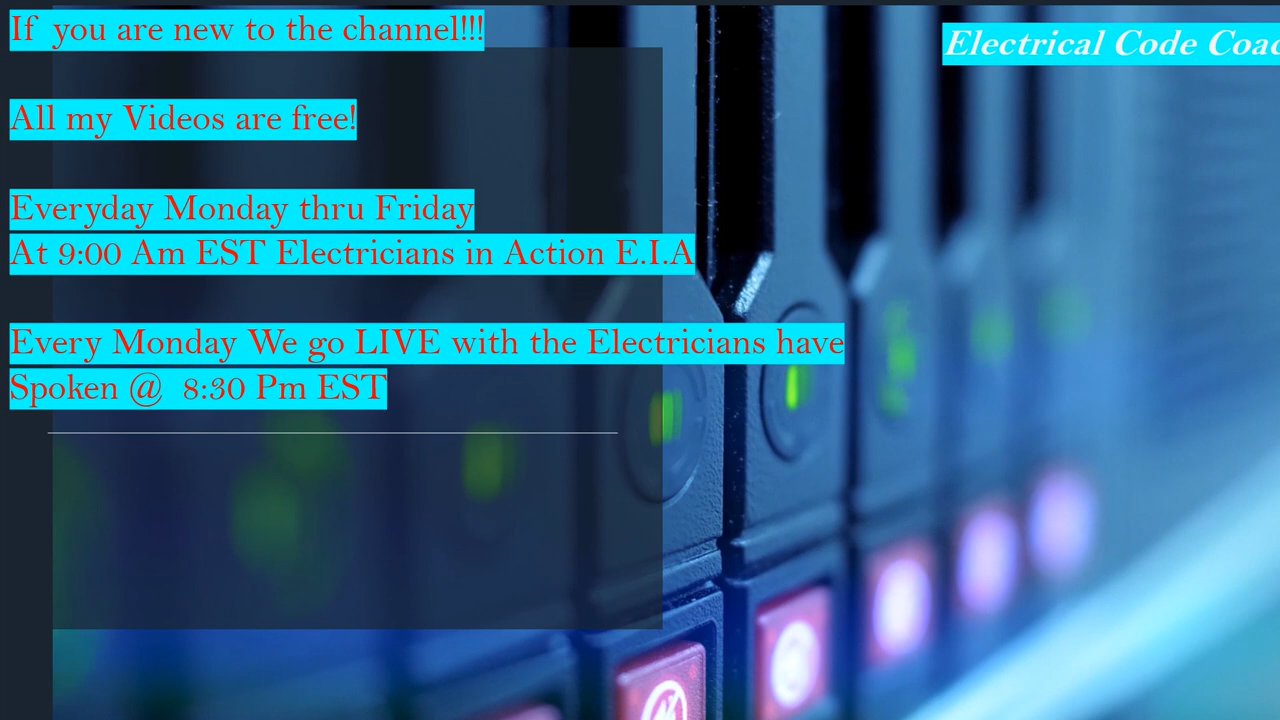 If you are new to the channel!!!
Electrical Code Coac
All my Videos are free!
Everyday Monday thru Friday
At 9:00 Am EST Electricians in Action E.I.A
Every Monday We go LIVE with the Electricians have
Spoken @ 8:30 Pm EST